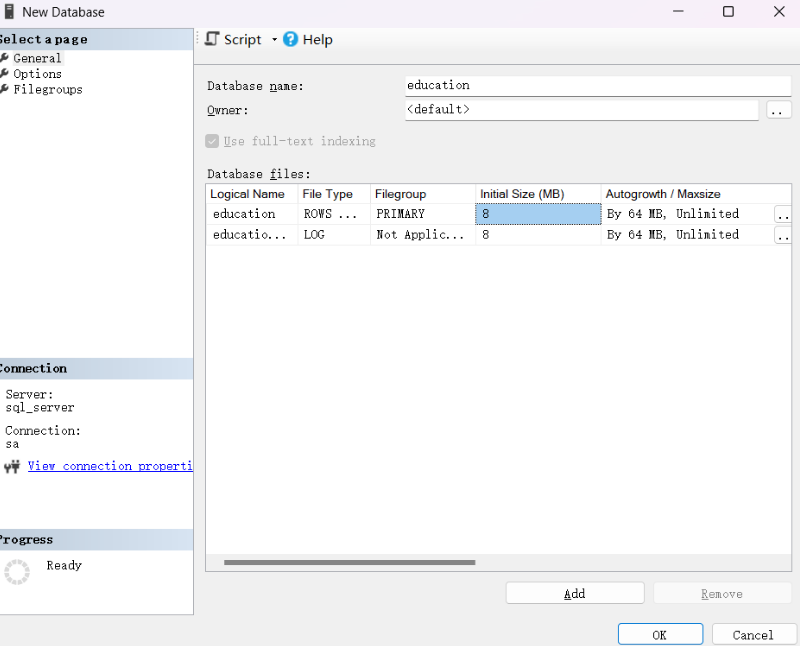 New Database
Select a page
General
Options
Filegroups
Script
Help
Database name: education
Owner: <default>
..
Use full-text indexing
Database files:
Logical Name File Type Filegroup Initial Size (MB) Autogrowth / Maxsize
education ROWS ... PRIMARY 8 By 64 MB, Unlimited ..
educatio... LOG Not Applic... 8 By 64 MB, Unlimited ..
Connection
Server:
sql_server
Connection:
sa
View connection properti
Progress
Ready
Add Remove
OK Cancel